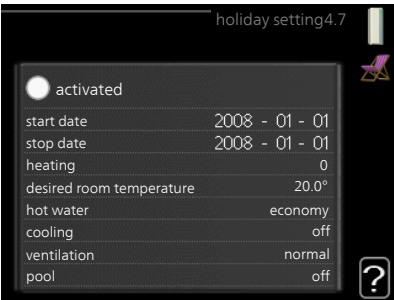 holiday setting4.7
activated
start date 2008 - 01 - 01
stop date 2008 - 01 - 01
heating 0
desired room temperature 20.0°
hot water economy
cooling off
ventilation normal
pool off
?